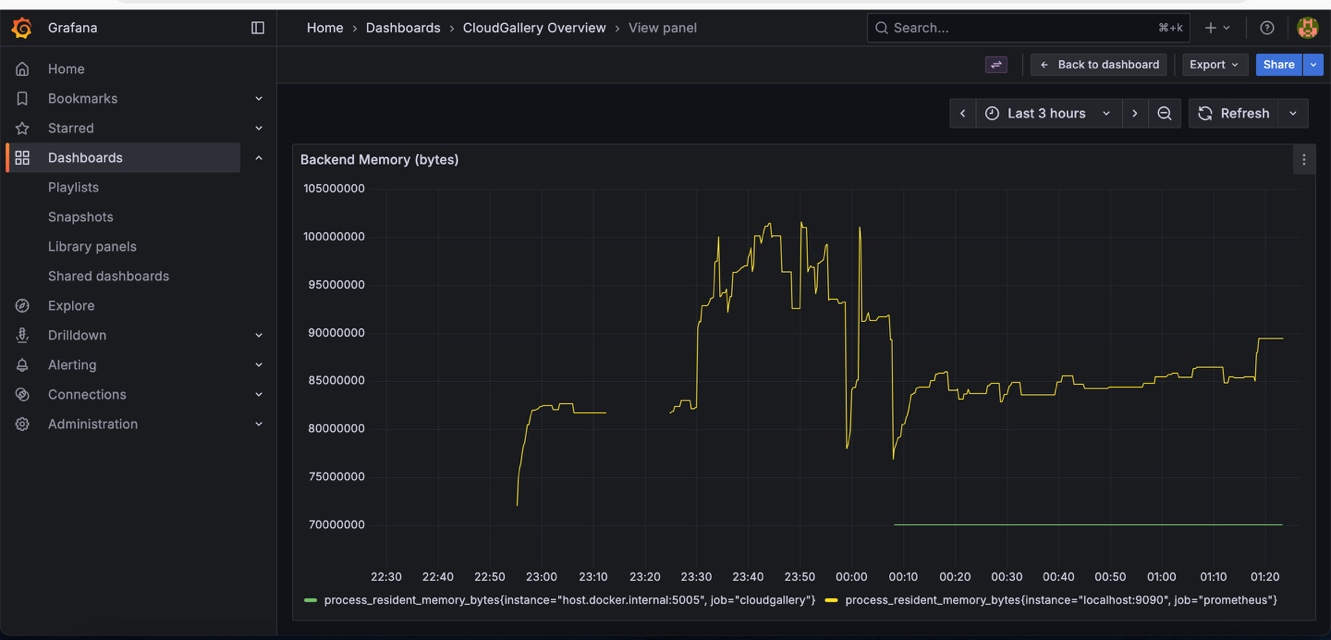 Grafana
Home › Dashboards › CloudGallery Overview › View panel
Search...
⌘+k
Back to dashboard
Export
Share
Home
Bookmarks
Starred
Dashboards
Playlists
Snapshots
Library panels
Shared dashboards
Explore
Drilldown
Alerting
Connections
Administration
Last 3 hours
Refresh
Backend Memory (bytes)
105000000
100000000
95000000
90000000
85000000
80000000
75000000
70000000
22:30 22:40 22:50 23:00 23:10 23:20 23:30 23:40 23:50 00:00 00:10 00:20 00:30 00:40 00:50 01:00 01:10 01:20
process_resident_memory_bytes{instance="host.docker.internal:5005", job="cloudgallery"} process_resident_memory_bytes{instance="localhost:9090", job="prometheus"}